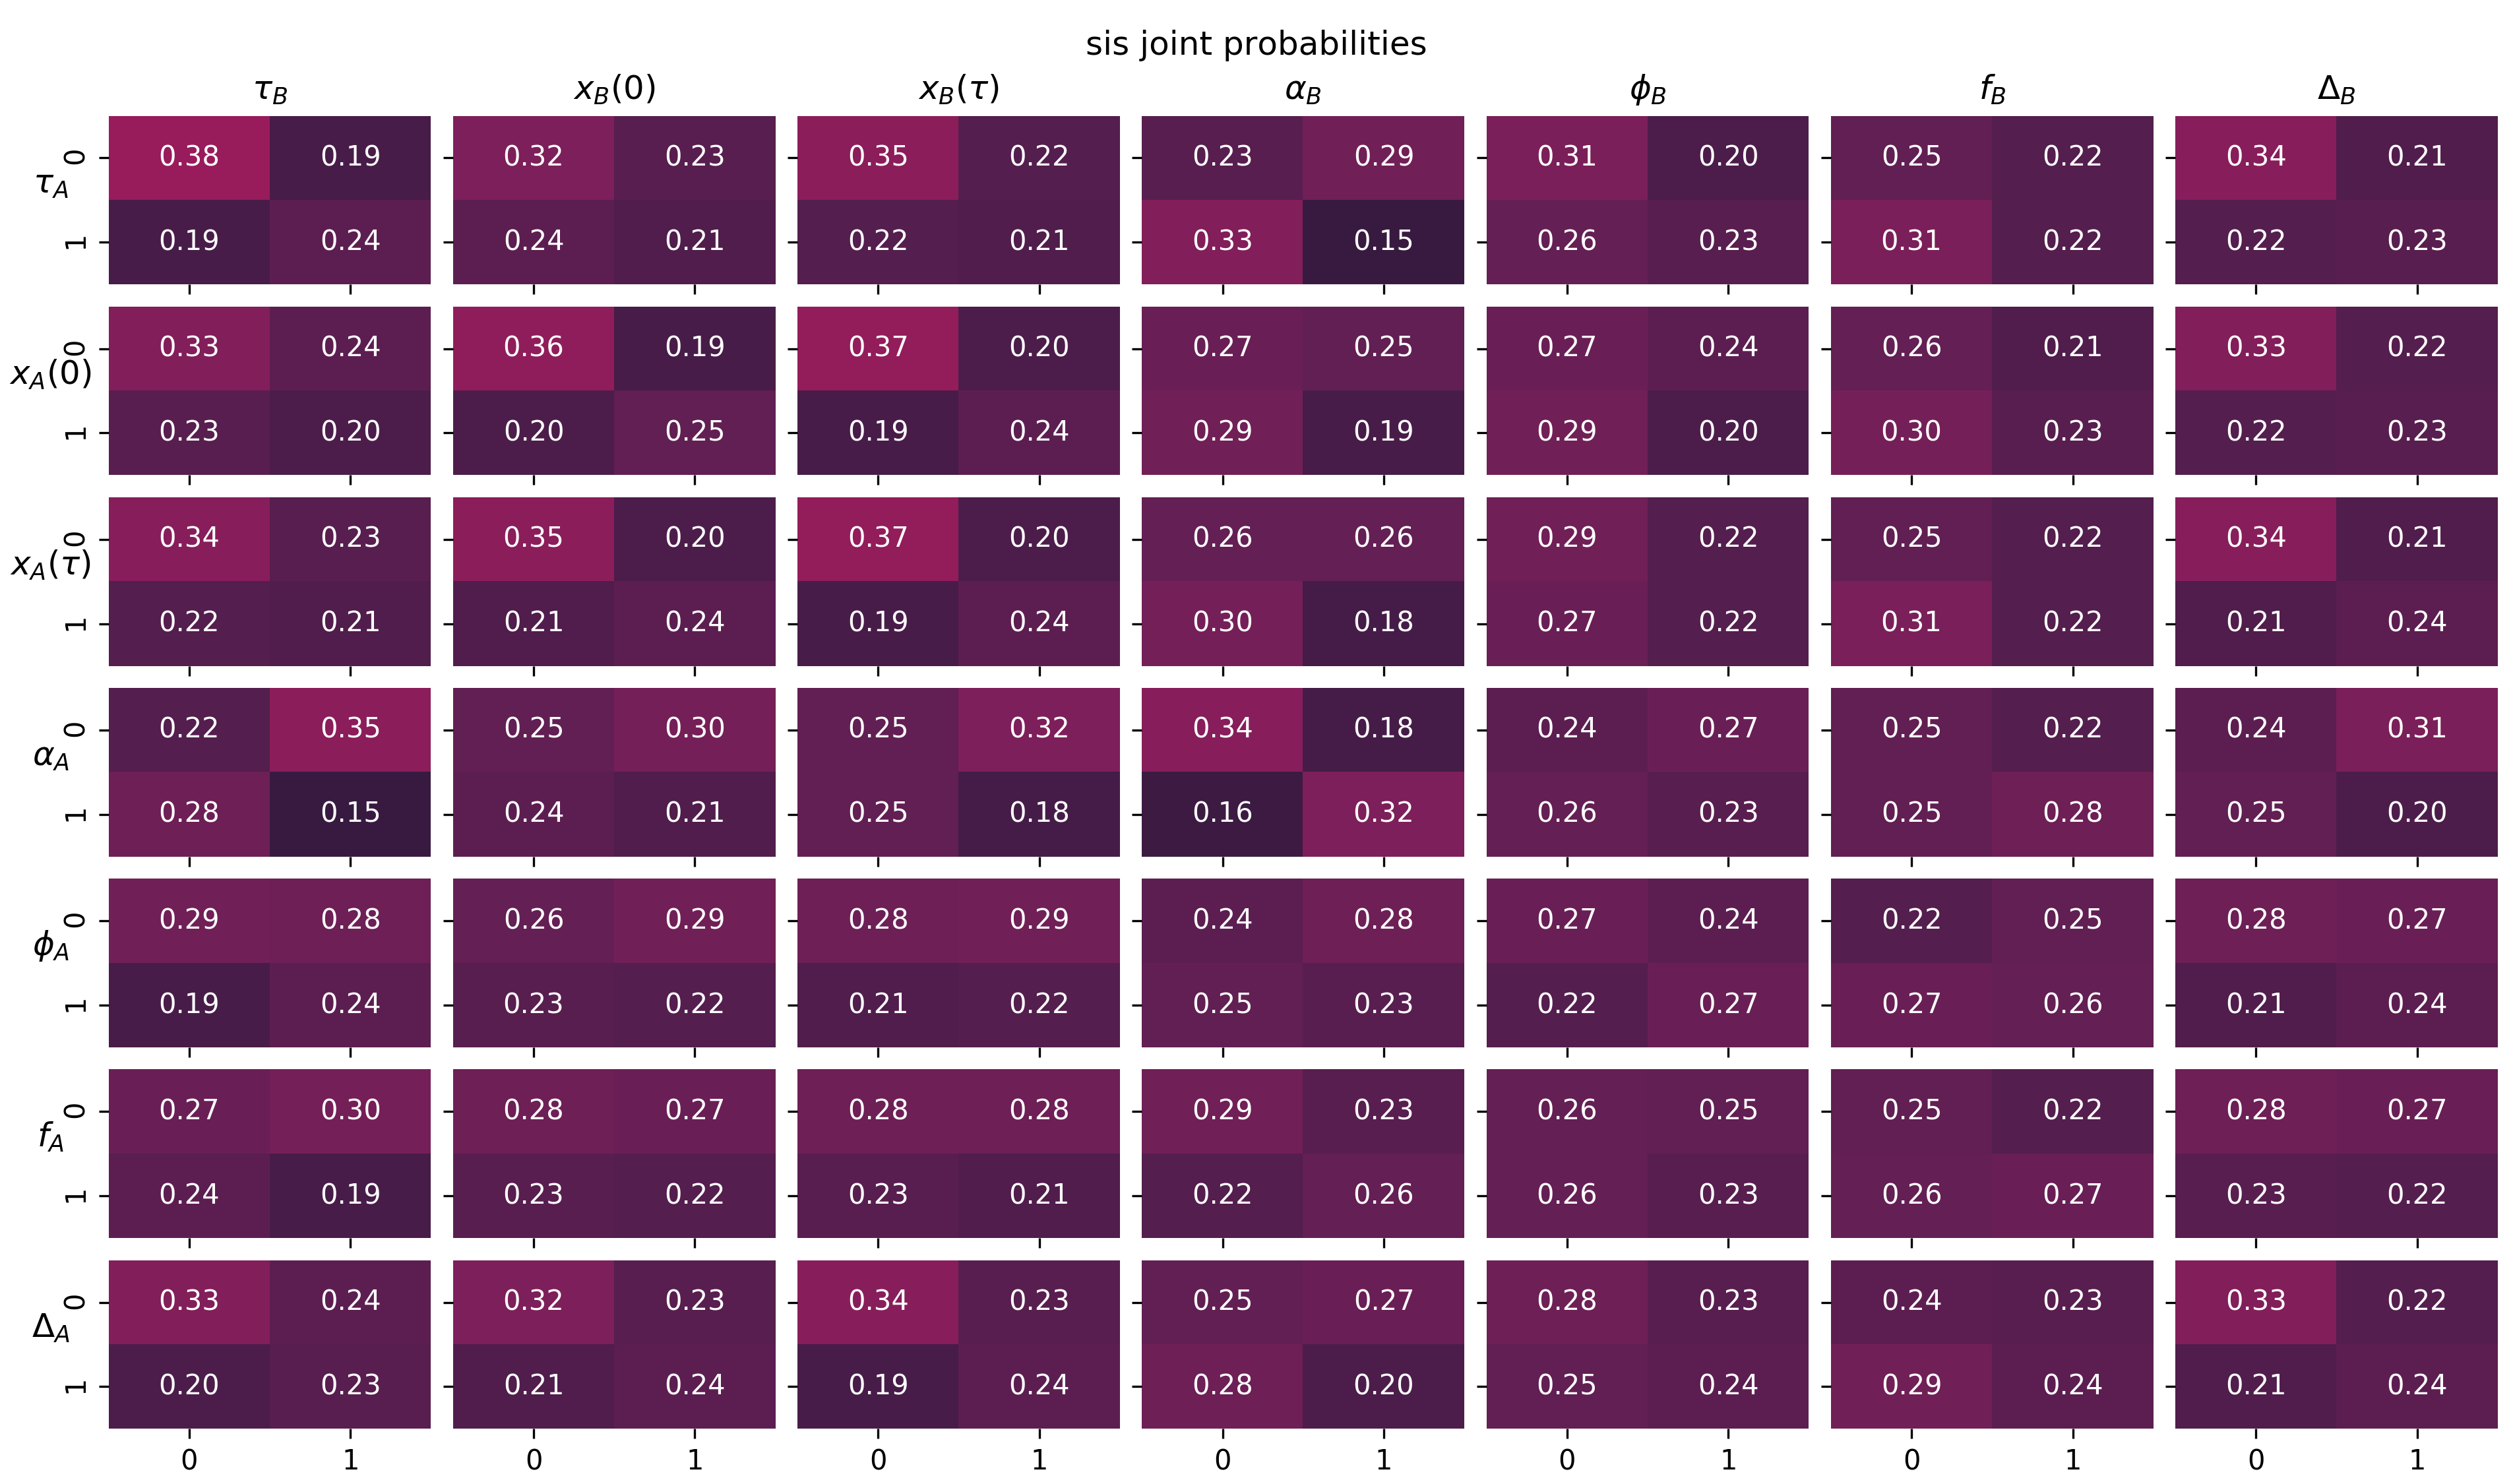 sis joint probabilities
τ_B x_B(0) x_B(τ) α_B ϕ_B f_B Δ_B
0 0.38 0.19 0.32 0.23 0.35 0.22 0.23 0.29 0.31 0.20 0.25 0.22 0.34 0.21
τ_A
1 0.19 0.24 0.24 0.21 0.22 0.21 0.33 0.15 0.26 0.23 0.31 0.22 0.22 0.23
0 0.33 0.24 0.36 0.19 0.37 0.20 0.27 0.25 0.27 0.24 0.26 0.21 0.33 0.22
x_A(0)
1 0.23 0.20 0.20 0.25 0.19 0.24 0.29 0.19 0.29 0.20 0.30 0.23 0.22 0.23
0 0.34 0.23 0.35 0.20 0.37 0.20 0.26 0.26 0.29 0.22 0.25 0.22 0.34 0.21
x_A(τ)
1 0.22 0.21 0.21 0.24 0.19 0.24 0.30 0.18 0.27 0.22 0.31 0.22 0.21 0.24
0 0.22 0.35 0.25 0.30 0.25 0.32 0.34 0.18 0.24 0.27 0.25 0.22 0.24 0.31
α_A
1 0.28 0.15 0.24 0.21 0.25 0.18 0.16 0.32 0.26 0.23 0.25 0.28 0.25 0.20
0 0.29 0.28 0.26 0.29 0.28 0.29 0.24 0.28 0.27 0.24 0.22 0.25 0.28 0.27
ϕ_A
1 0.19 0.24 0.23 0.22 0.21 0.22 0.25 0.23 0.22 0.27 0.27 0.26 0.21 0.24
0 0.27 0.30 0.28 0.27 0.28 0.28 0.29 0.23 0.26 0.25 0.25 0.22 0.28 0.27
f_A
1 0.24 0.19 0.23 0.22 0.23 0.21 0.22 0.26 0.26 0.23 0.26 0.27 0.23 0.22
0 0.33 0.24 0.32 0.23 0.34 0.23 0.25 0.27 0.28 0.23 0.24 0.23 0.33 0.22
Δ_A
1 0.20 0.23 0.21 0.24 0.19 0.24 0.28 0.20 0.25 0.24 0.29 0.24 0.21 0.24
0 1 0 1 0 1 0 1 0 1 0 1 0 1